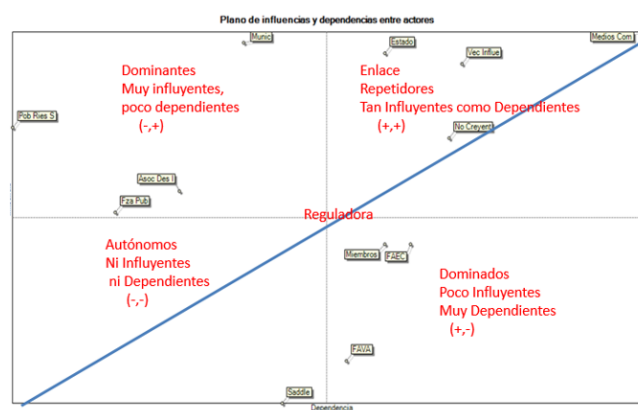 Plano de influencias y dependencias entre actores
Munic
Estado
Vec Influe
Medios Com
Dominantes
Muy influyentes,
poco dependientes
(-,+)
Enlace
Repetidores
Tan Influyentes como Dependientes
(+,+)
Pob Ries S
No Creyent
Asoc Des I
Fza Pub
Reguladora
Autónomos
Ni Influyentes
ni Dependientes
(-,-)
Miembros
FAEC
Dominados
Poco Influyentes
Muy Dependientes
(+,-)
FAVA
Saddle
Dependencia